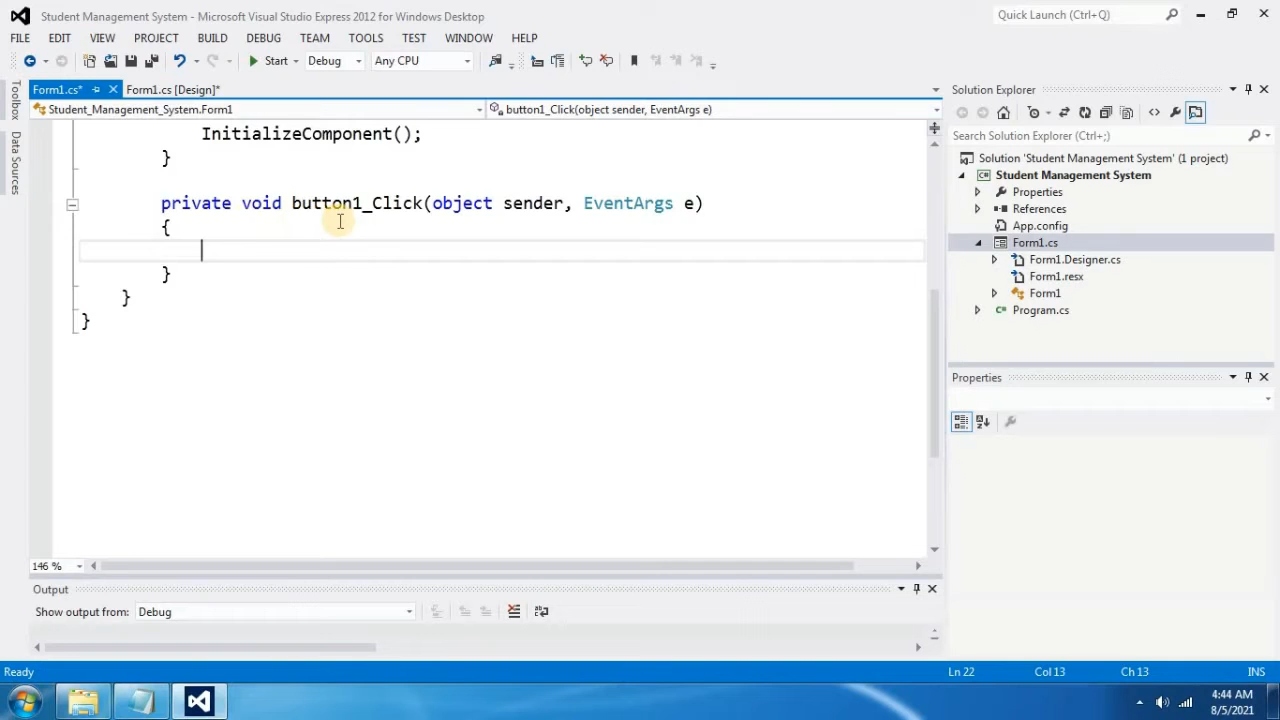 Student Management System - Microsoft Visual Studio Express 2012 for Windows Desktop
Quick Launch (Ctrl+Q)
FILE EDIT VIEW PROJECT BUILD DEBUG TEAM TOOLS TEST WINDOW HELP
Start Debug Any CPU
Form1.cs* Form1.cs [Design]*
Student_Management_System.Form1 button1_Click(object sender, EventArgs e)
Toolbox
Data Sources
InitializeComponent();
}
private void button1_Click(object sender, EventArgs e)
{
}
}
}
146 %
Output
Show output from: Debug
Solution Explorer
Search Solution Explorer (Ctrl+;)
Solution 'Student Management System' (1 project)
Student Management System
Properties
References
App.config
Form1.cs
Form1.Designer.cs
Form1.resx
Form1
Program.cs
Properties
Ready Ln 22 Col 13 Ch 13 INS
4:44 AM
8/5/2021